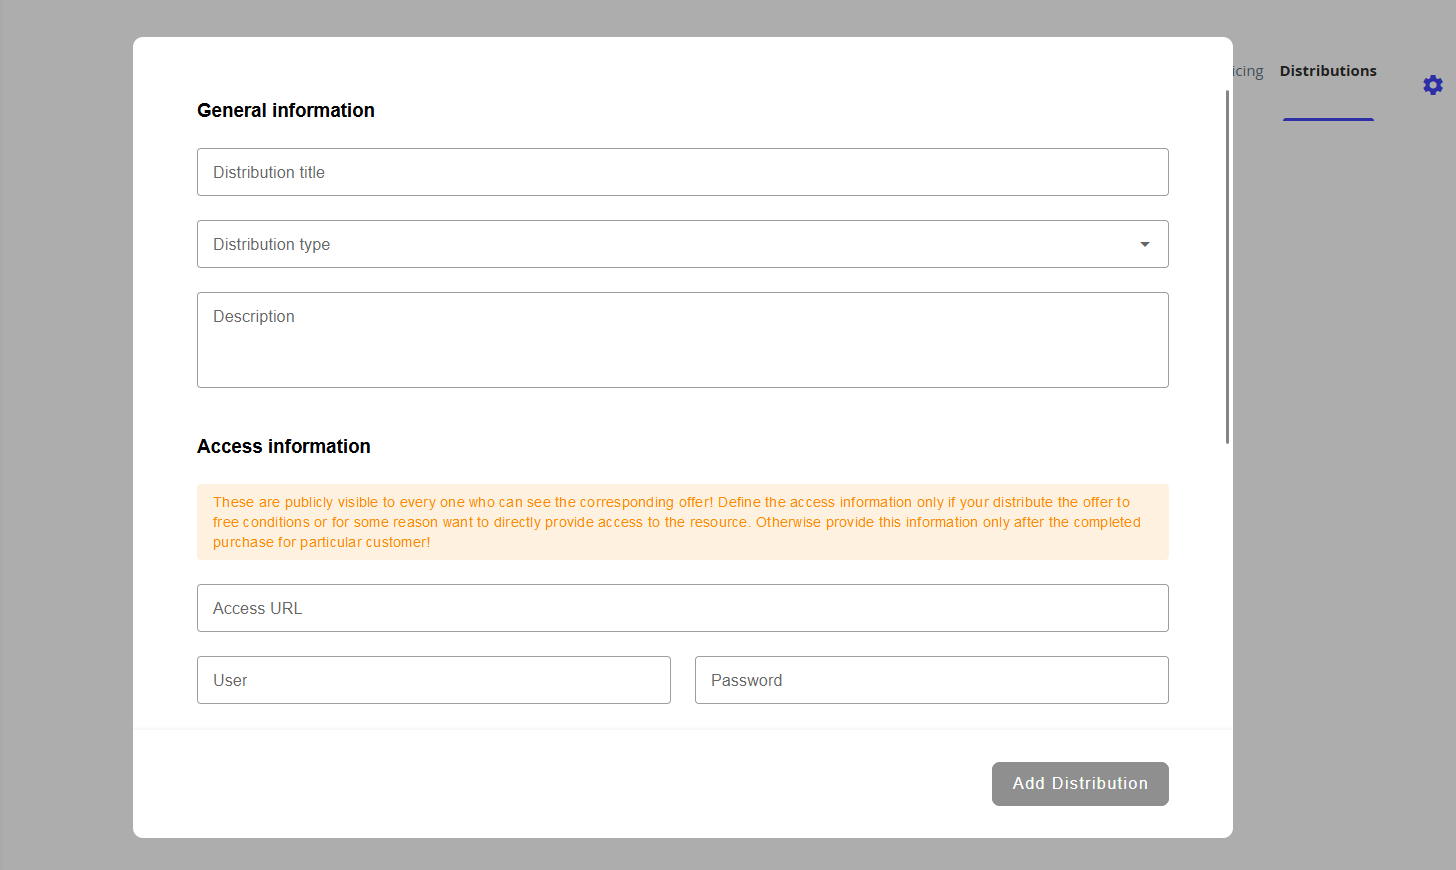 icing Distributions
General information
Distribution title
Distribution type
Description
Access information
These are publicly visible to every one who can see the corresponding offer! Define the access information only if your distribute the offer to
free conditions or for some reason want to directly provide access to the resource. Otherwise provide this information only after the completed
purchase for particular customer!
Access URL
User Password
Add Distribution